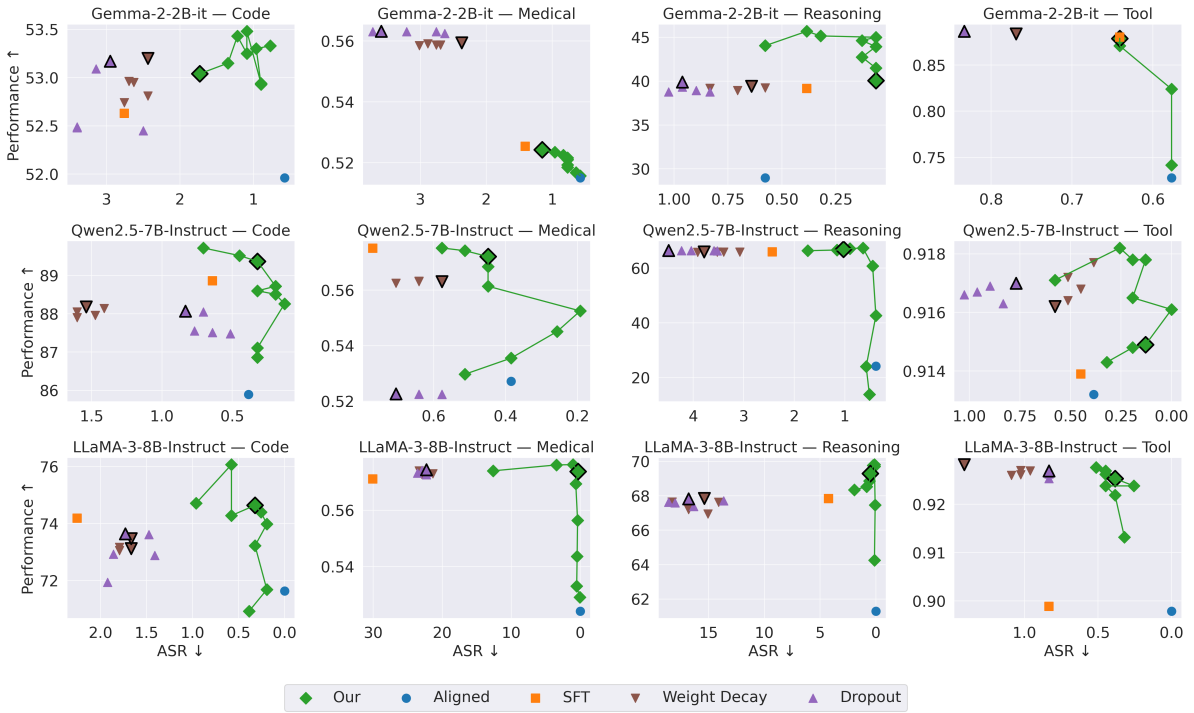 Gemma-2-2B-it — Code
Gemma-2-2B-it — Medical
Gemma-2-2B-it — Reasoning
Gemma-2-2B-it — Tool
Performance ↑
53.5
53.0
52.5
52.0
3 2 1
0.56
0.54
0.52
3 2 1
45
40
35
30
1.00 0.75 0.50 0.25
0.85
0.80
0.75
0.8 0.7 0.6
Qwen2.5-7B-Instruct — Code
Qwen2.5-7B-Instruct — Medical
Qwen2.5-7B-Instruct — Reasoning
Qwen2.5-7B-Instruct — Tool
Performance ↑
89
88
87
86
1.5 1.0 0.5
0.56
0.54
0.52
0.6 0.4 0.2
60
40
20
4 3 2 1
0.918
0.916
0.914
1.00 0.75 0.50 0.25 0.00
LLaMA-3-8B-Instruct — Code
LLaMA-3-8B-Instruct — Medical
LLaMA-3-8B-Instruct — Reasoning
LLaMA-3-8B-Instruct — Tool
Performance ↑
76
74
72
2.0 1.5 1.0 0.5 0.0
ASR ↓
0.56
0.54
30 20 10 0
ASR ↓
70
68
66
64
62
15 10 5 0
ASR ↓
0.92
0.91
0.90
1.0 0.5 0.0
ASR ↓
Our Aligned SFT Weight Decay Dropout